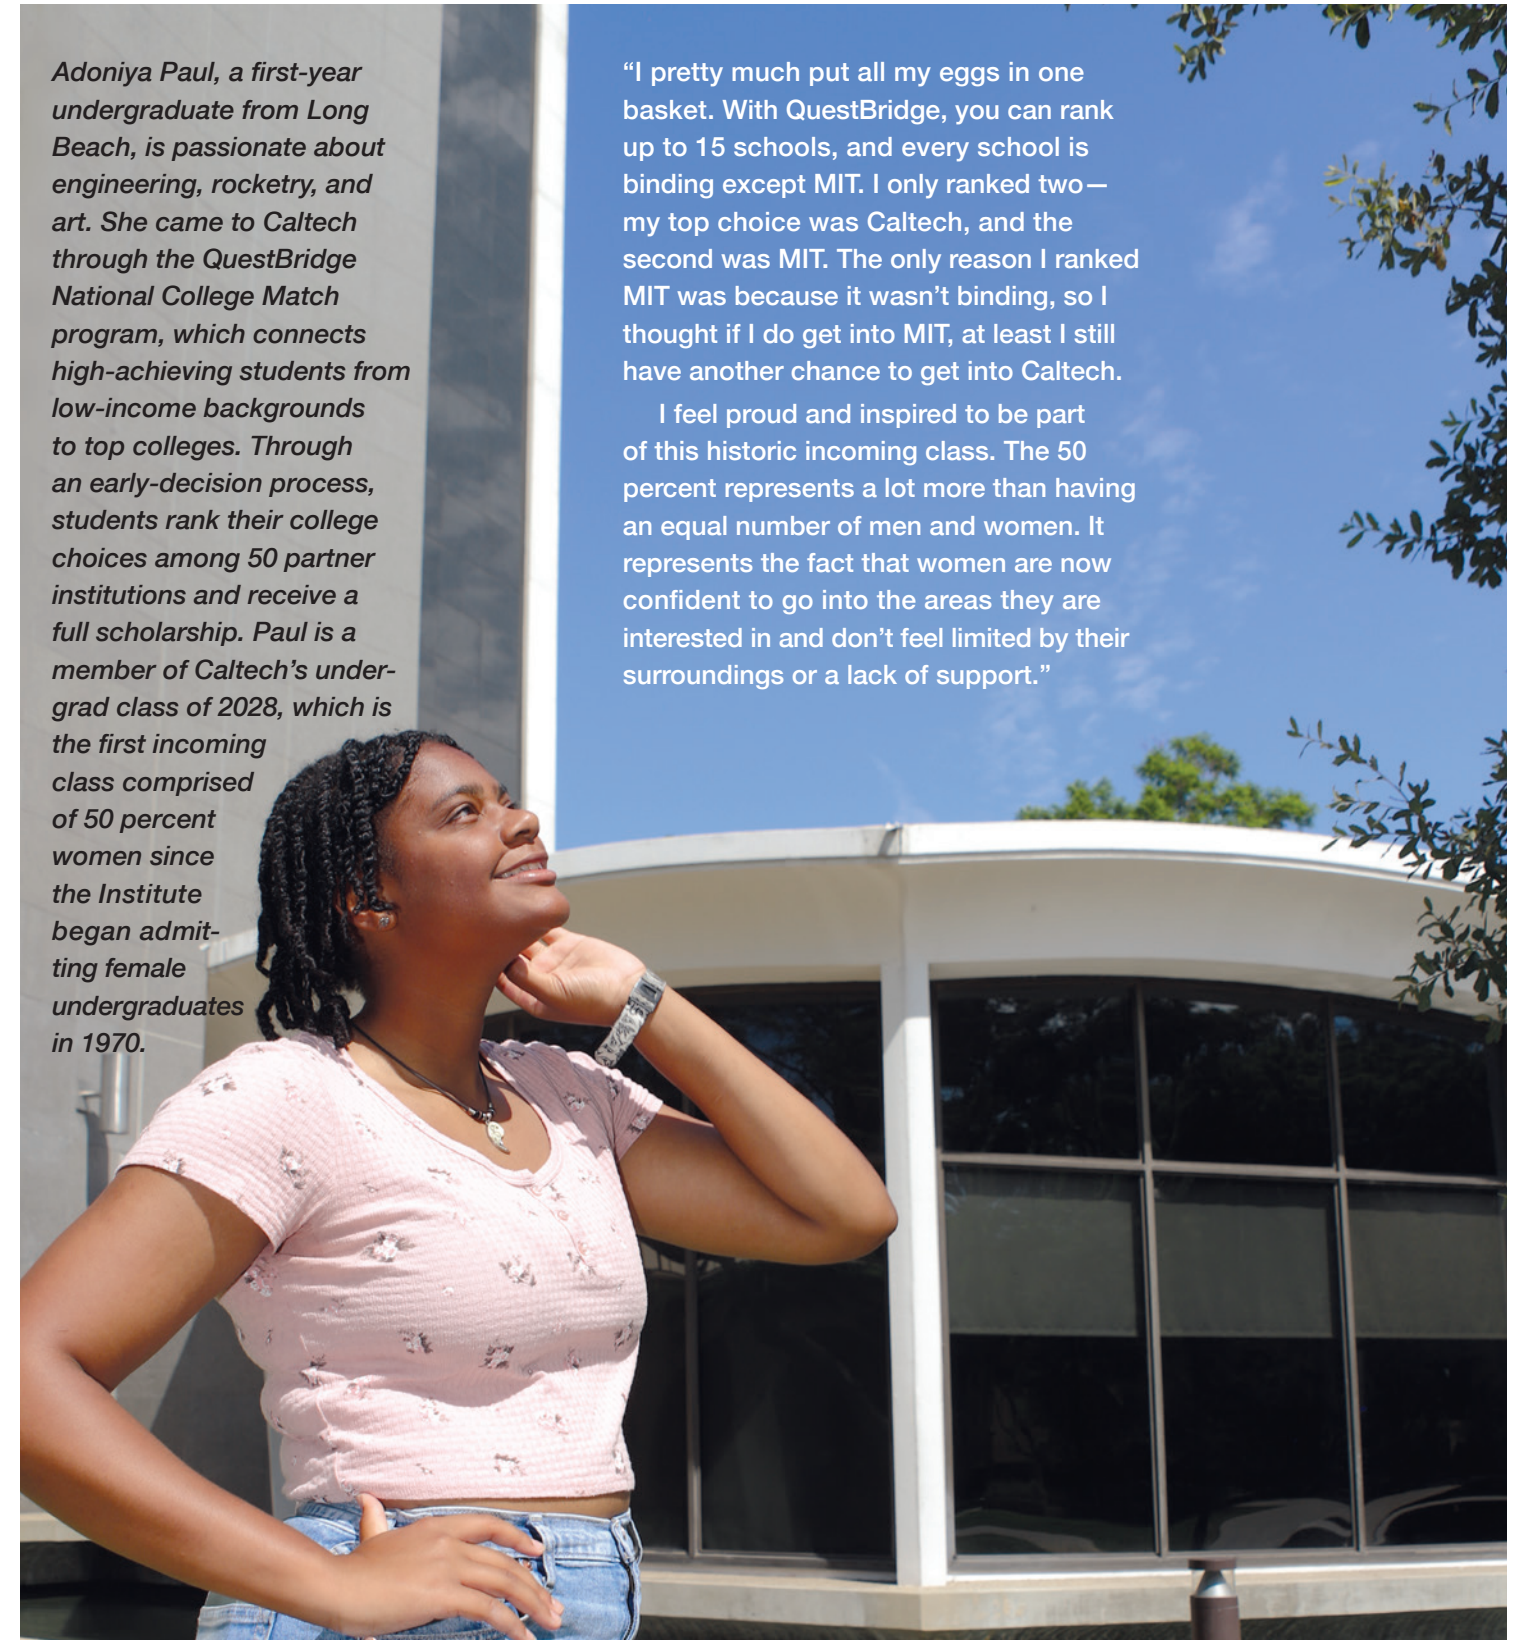 Adoniya Paul, a first-year
undergraduate from Long
Beach, is passionate about
engineering, rocketry, and
art. She came to Caltech
through the QuestBridge
National College Match
program, which connects
high-achieving students from
low-income backgrounds
to top colleges. Through
an early-decision process,
students rank their college
choices among 50 partner
institutions and receive a
full scholarship. Paul is a
member of Caltech’s under-
grad class of 2028, which is
the first incoming
class comprised
of 50 percent
women since
the Institute
began admit-
ting female
undergraduates
in 1970.
“I pretty much put all my eggs in one
basket. With QuestBridge, you can rank
up to 15 schools, and every school is
binding except MIT. I only ranked two—
my top choice was Caltech, and the
second was MIT. The only reason I ranked
MIT was because it wasn’t binding, so I
thought if I do get into MIT, at least I still
have another chance to get into Caltech.
I feel proud and inspired to be part
of this historic incoming class. The 50
percent represents a lot more than having
an equal number of men and women. It
represents the fact that women are now
confident to go into the areas they are
interested in and don’t feel limited by their
surroundings or a lack of support.”